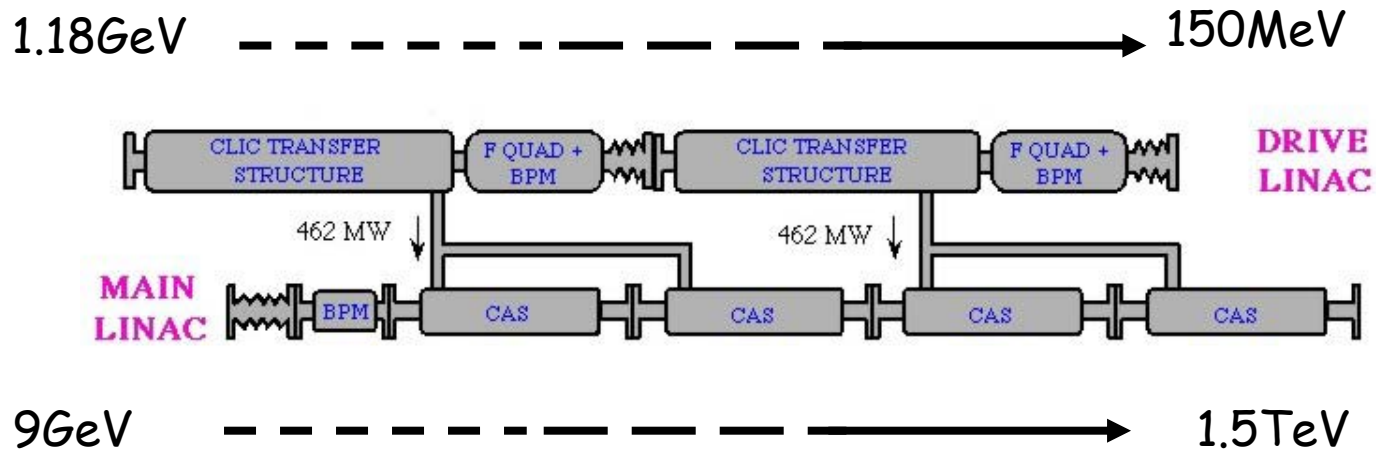 1.18GeV
150MeV
CLIC TRANSFER
STRUCTURE
F QUAD +
BPM
CLIC TRANSFER
STRUCTURE
F QUAD +
BPM
DRIVE
LINAC
462 MW
462 MW
MAIN
LINAC
BPM
CAS
CAS
CAS
CAS
9GeV
1.5TeV